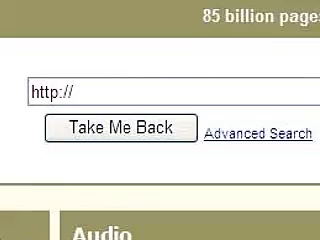 85 billion pages
http://
Take Me Back
Advanced Search
Audio